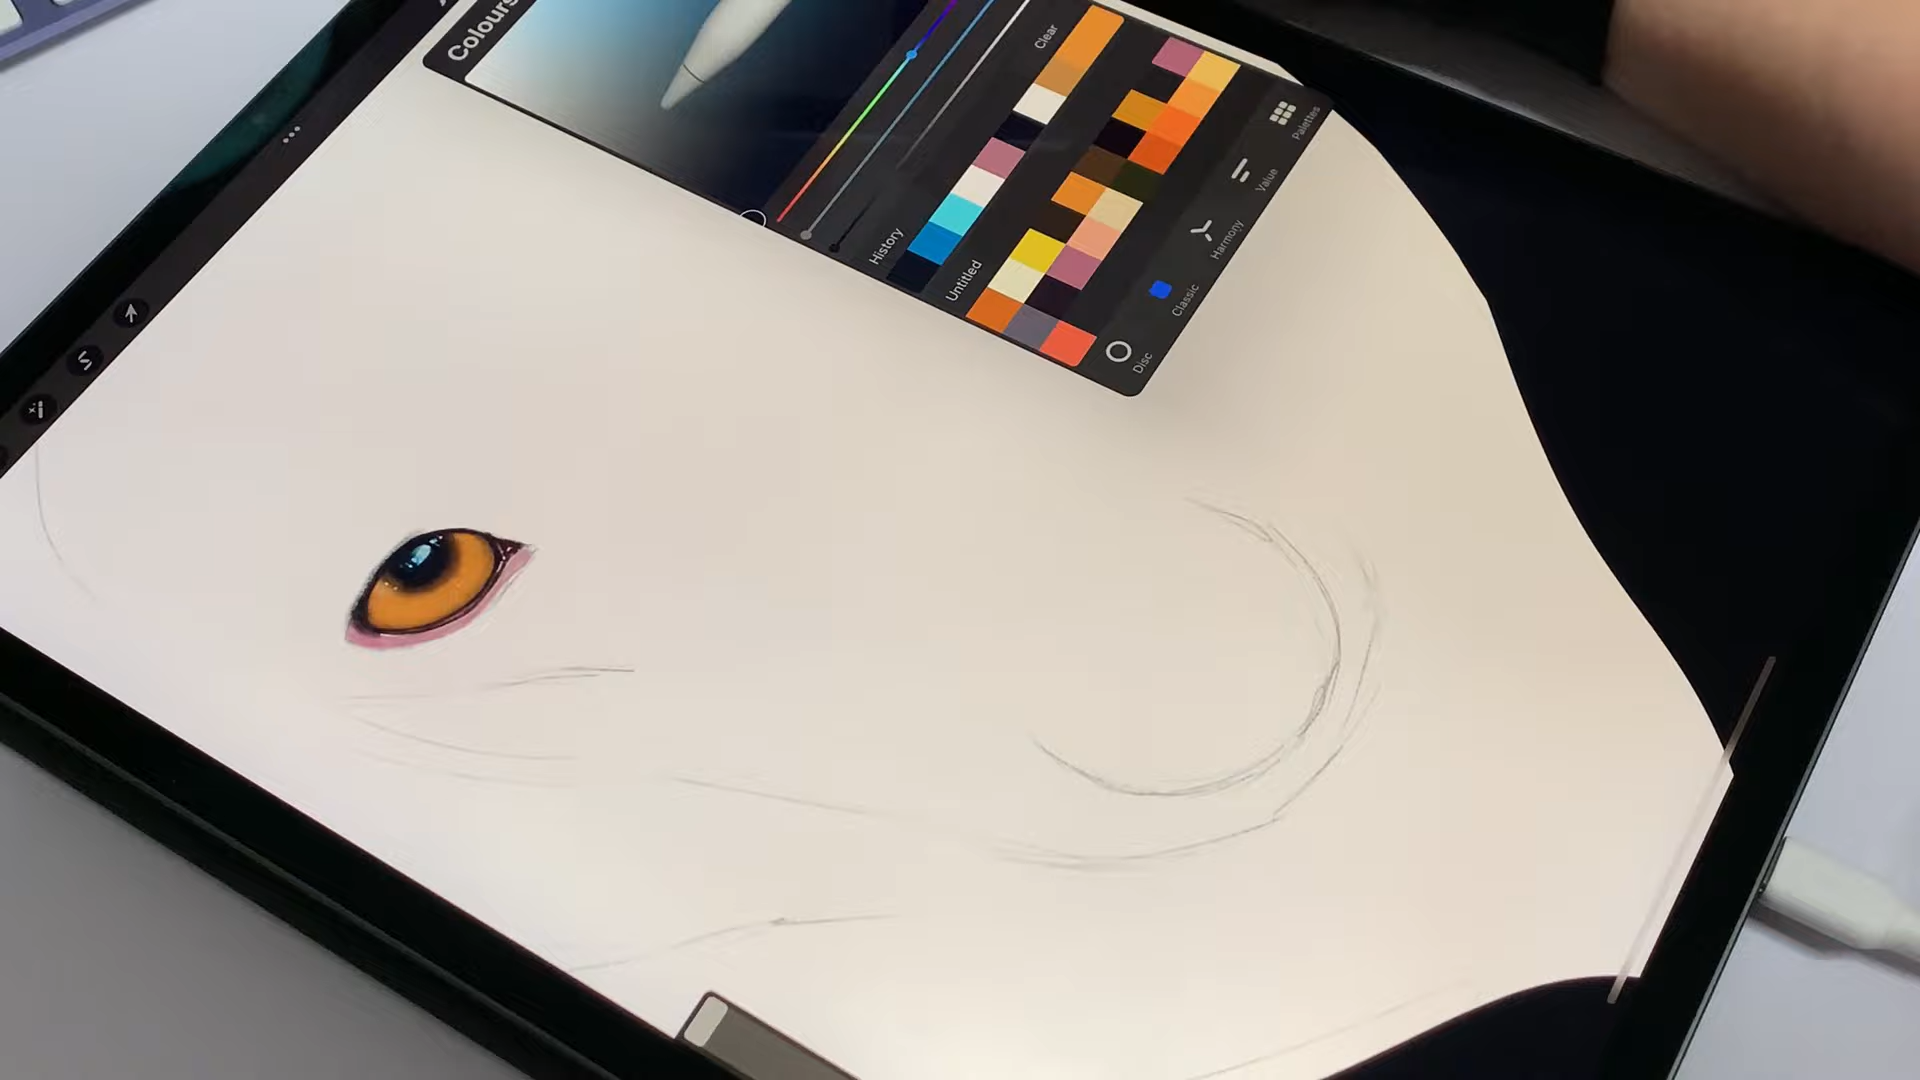 Colours
Clear
History
Untitled
Disc
Classic
Harmony
Value
Palettes